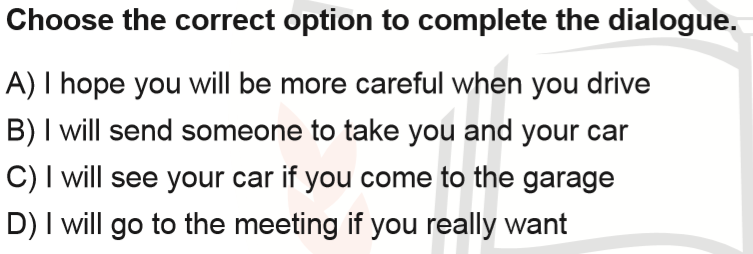 Choose the correct option to complete the dialogue.
A) I hope you will be more careful when you drive
B) I will send someone to take you and your car
C) I will see your car if you come to the garage
D) I will go to the meeting if you really want